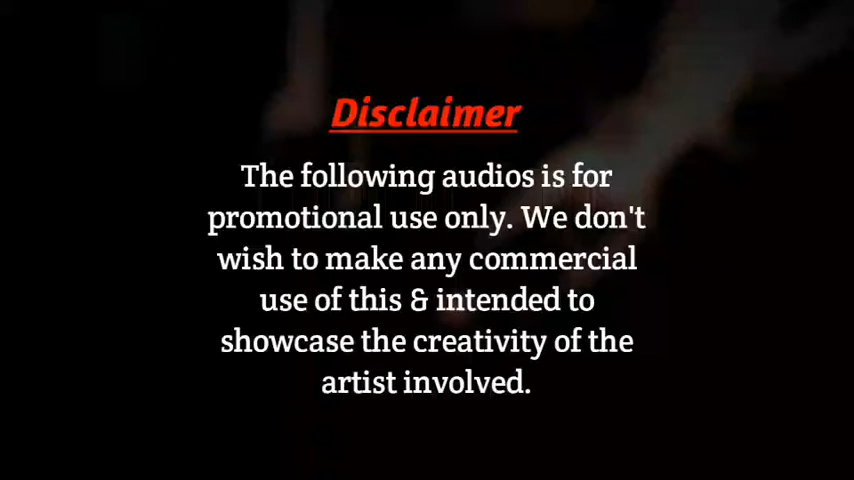 Disclaimer
The following audios is for
promotional use only. We don't
wish to make any commercial
use of this & intended to
showcase the creativity of the
artist involved.